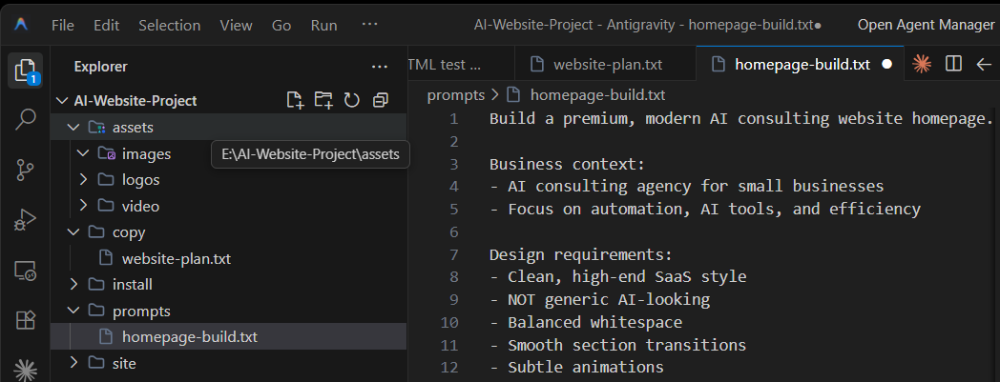 File Edit Selection View Go Run ··· AI-Website-Project - Antigravity - homepage-build.txt● Open Agent Manager
1
Explorer ···
AI-Website-Project
assets
images
E:\AI-Website-Project\assets
logos
video
copy
website-plan.txt
install
prompts
homepage-build.txt
site
TML test ... website-plan.txt homepage-build.txt ●
prompts > homepage-build.txt
1 Build a premium, modern AI consulting website homepage.
2
3 Business context:
4 - AI consulting agency for small businesses
5 - Focus on automation, AI tools, and efficiency
6
7 Design requirements:
8 - Clean, high-end SaaS style
9 - NOT generic AI-looking
10 - Balanced whitespace
11 - Smooth section transitions
12 - Subtle animations